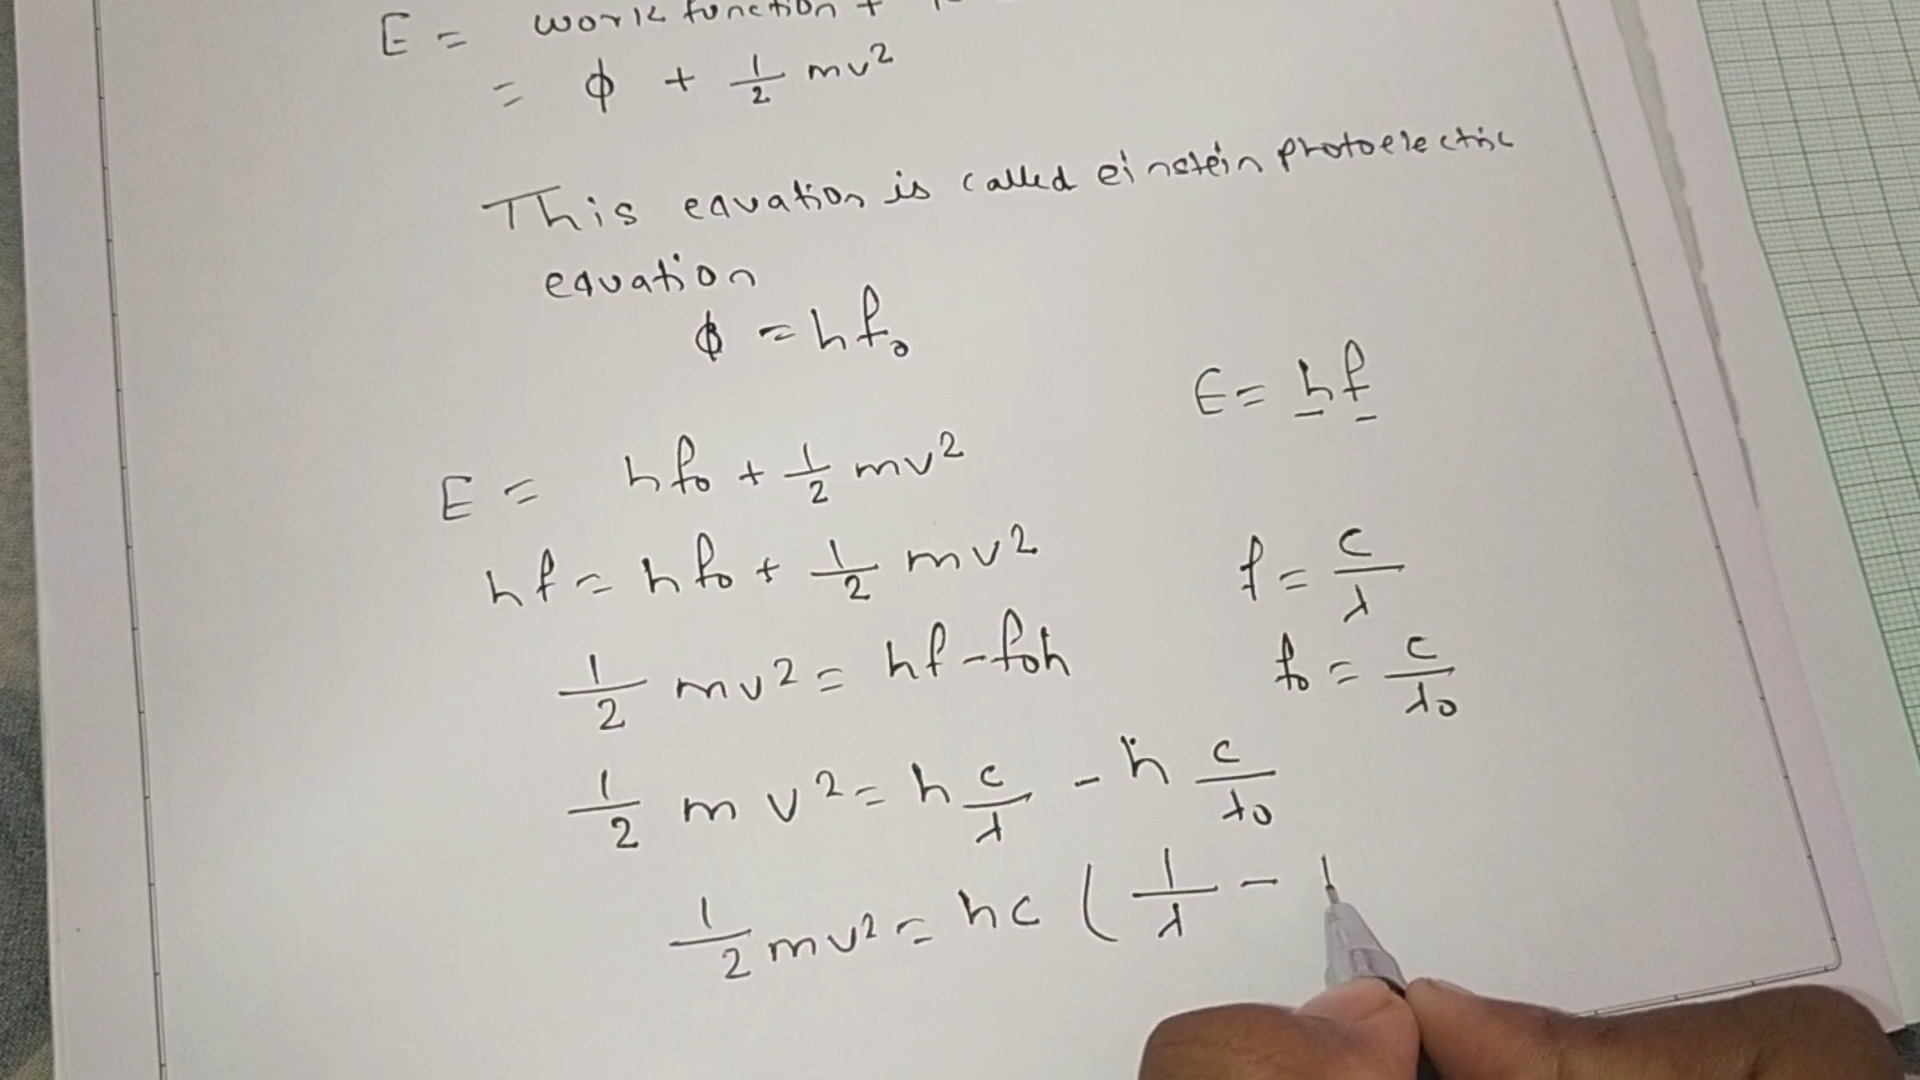 E = work function +
= ϕ + 1/2 mv²
This equation is called einstein photoelectric
equation
ϕ = hf₀
E = hf
E = hf₀ + 1/2 mv²
hf = hf₀ + 1/2 mv²
f = c/λ
1/2 mv² = hf - f₀h
f₀ = c/λ₀
1/2 mv² = h c/λ - h c/λ₀
1/2 mv² = hc ( 1/λ - 1